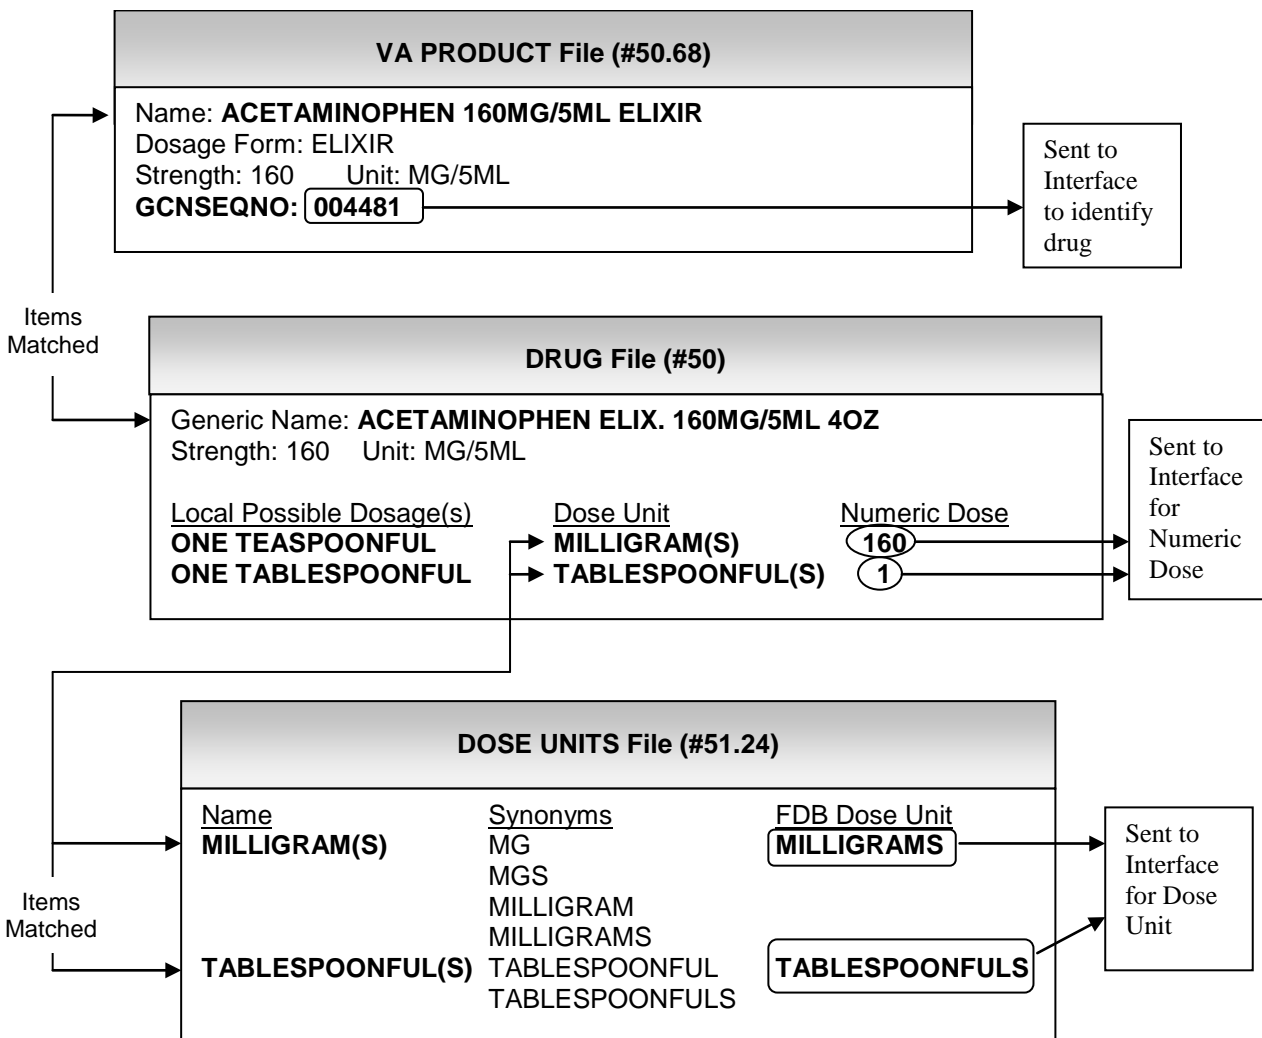 VA PRODUCT File (#50.68)
Name: ACETAMINOPHEN 160MG/5ML ELIXIR
Dosage Form: ELIXIR
Strength: 160 Unit: MG/5ML
GCNSEQNO: 004481
Sent to
Interface
to identify
drug
Items
Matched
DRUG File (#50)
Generic Name: ACETAMINOPHEN ELIX. 160MG/5ML 4OZ
Strength: 160 Unit: MG/5ML
Local Possible Dosage(s) Dose Unit Numeric Dose
ONE TEASPOONFUL MILLIGRAM(S) 160
ONE TABLESPOONFUL TABLESPOONFUL(S) 1
Sent to
Interface
for
Numeric
Dose
DOSE UNITS File (#51.24)
Name Synonyms FDB Dose Unit
MILLIGRAM(S) MG MILLIGRAMS
MGS
MILLIGRAM
MILLIGRAMS
TABLESPOONFUL(S) TABLESPOONFUL TABLESPOONFULS
TABLESPOONFULS
Sent to
Interface
for Dose
Unit
Items
Matched